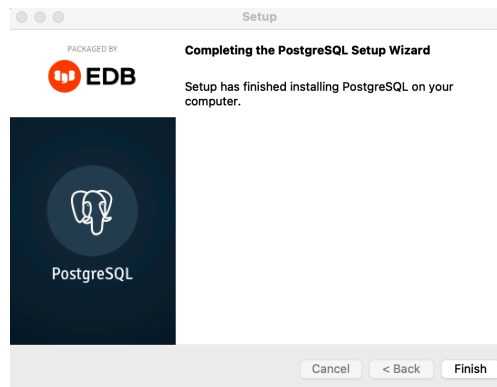 Setup
PACKAGED BY
EDB
Completing the PostgreSQL Setup Wizard
Setup has finished installing PostgreSQL on your
computer.
PostgreSQL
Cancel
< Back
Finish